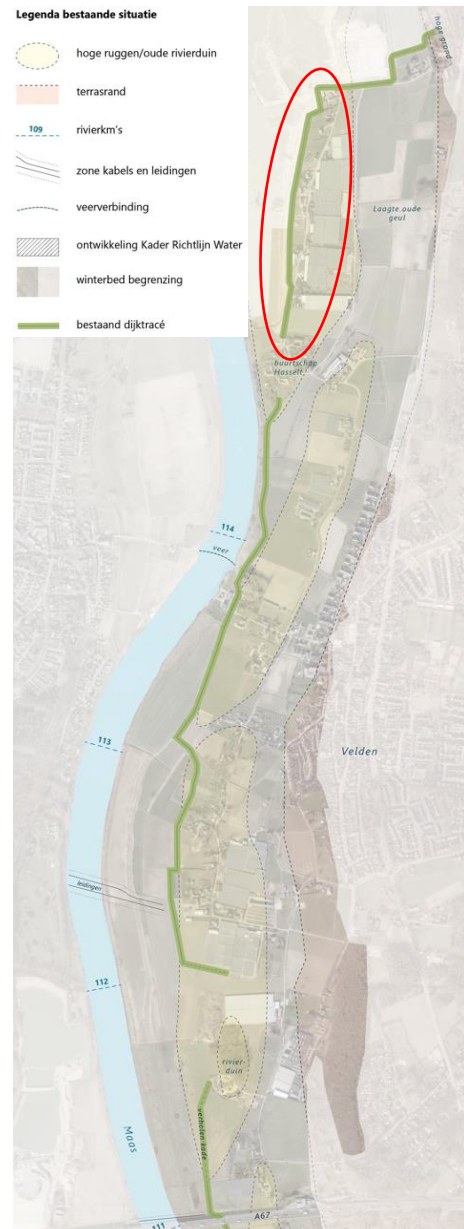 Legenda bestaande situatie
hoge ruggen/oude rivierduin
terrasrand
109
rivierkm's
zone kabels en leidingen
veerverbinding
ontwikkeling Kader Richtlijn Water
winterbed begrenzing
bestaand dijktracé
hoge grond
Laagte oude
geul
buurtschap
Hasselt
114
veer
113
Velden
leidingen
112
rivier-
duin
verholen kade
Maas
A67
111